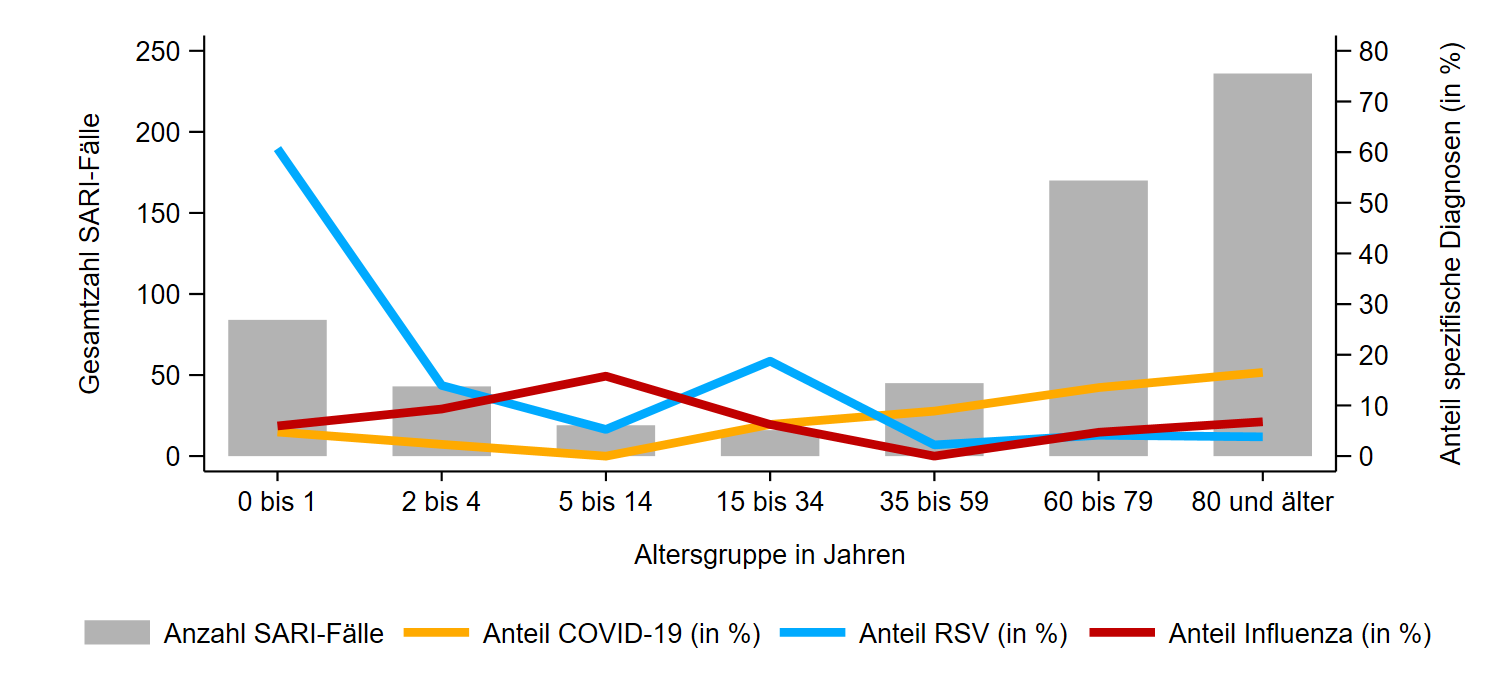 Gesamtzahl SARI-Fälle
250
200
150
100
50
0
80
70
60
50
40
30
20
10
0
Anteil spezifische Diagnosen (in %)
0 bis 1
2 bis 4
5 bis 14
15 bis 34
35 bis 59
60 bis 79
80 und älter
Altersgruppe in Jahren
Anzahl SARI-Fälle
Anteil COVID-19 (in %)
Anteil RSV (in %)
Anteil Influenza (in %)